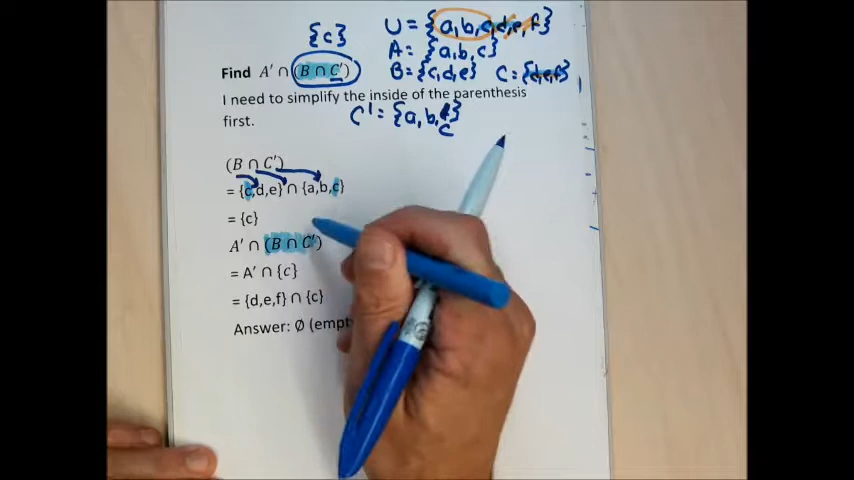 {c}
U = {a,b,c,d,e,f}
A = {a,b,c}
Find A′ ∩ (B ∩ C′)
B = {c,d,e} C = {d,e,f}
I need to simplify the inside of the parenthesis
first.
C' = {a,b,
c
}
(B ∩ C′)
= {c,d,e} ∩ {a,b,c}
= {c}
A′ ∩ (B ∩ C′)
= A′ ∩ {c}
= {d,e,f} ∩ {c}
Answer: ∅ (empt